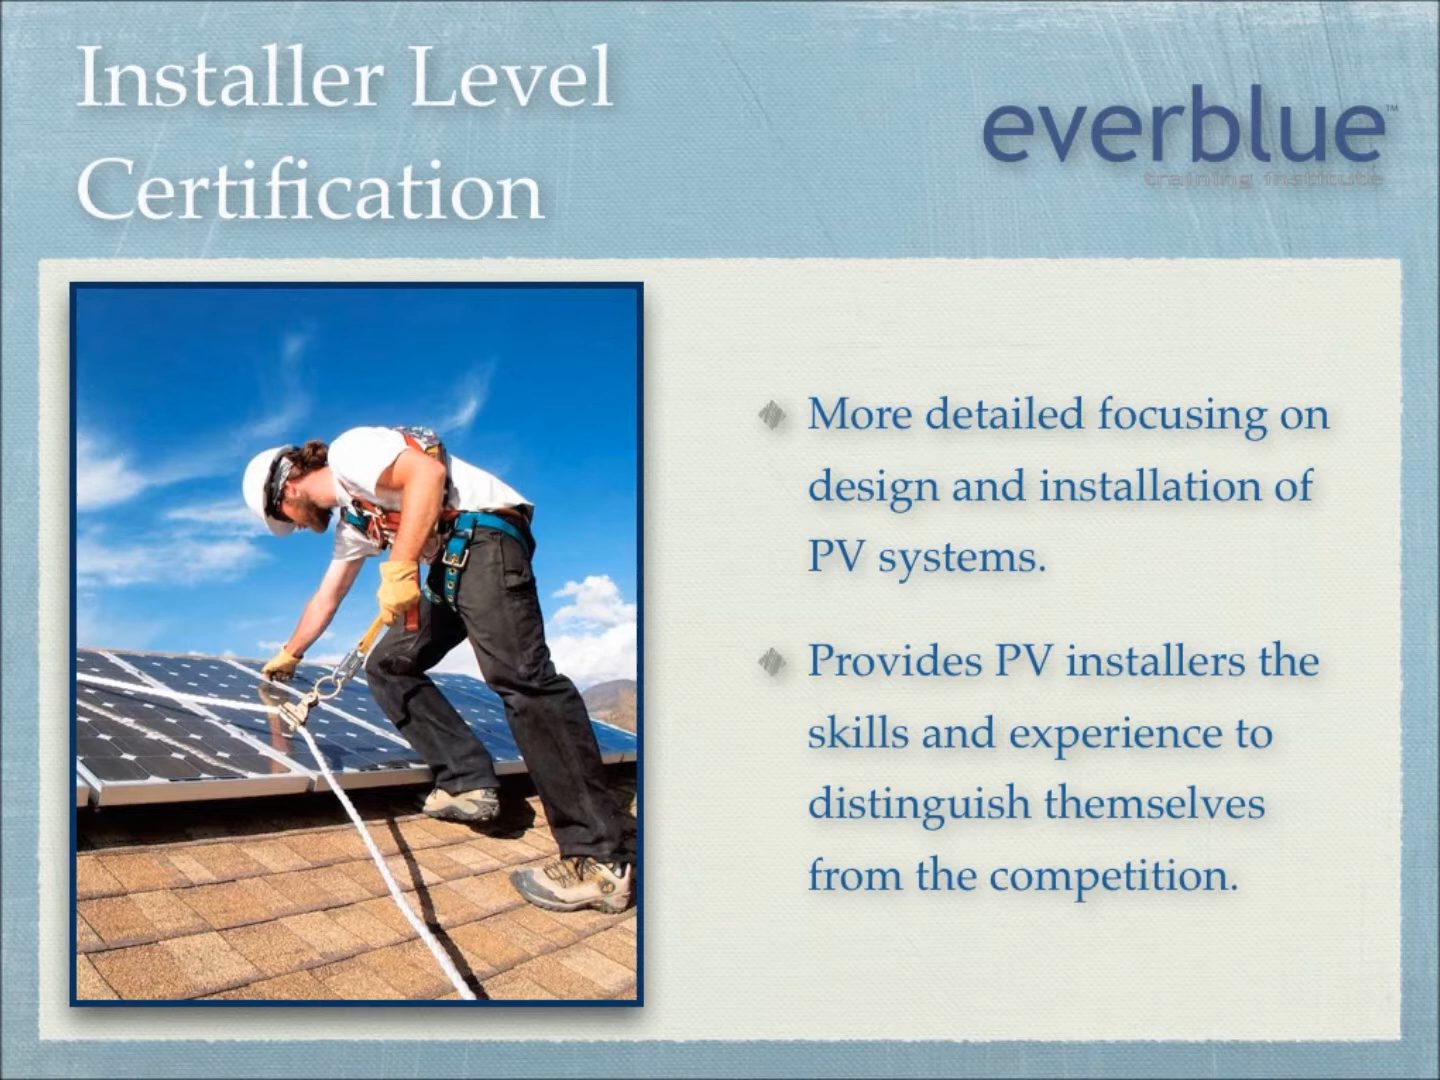 Installer Level
Certification
everblue™
training institute
More detailed focusing on
design and installation of
PV systems.
Provides PV installers the
skills and experience to
distinguish themselves
from the competition.